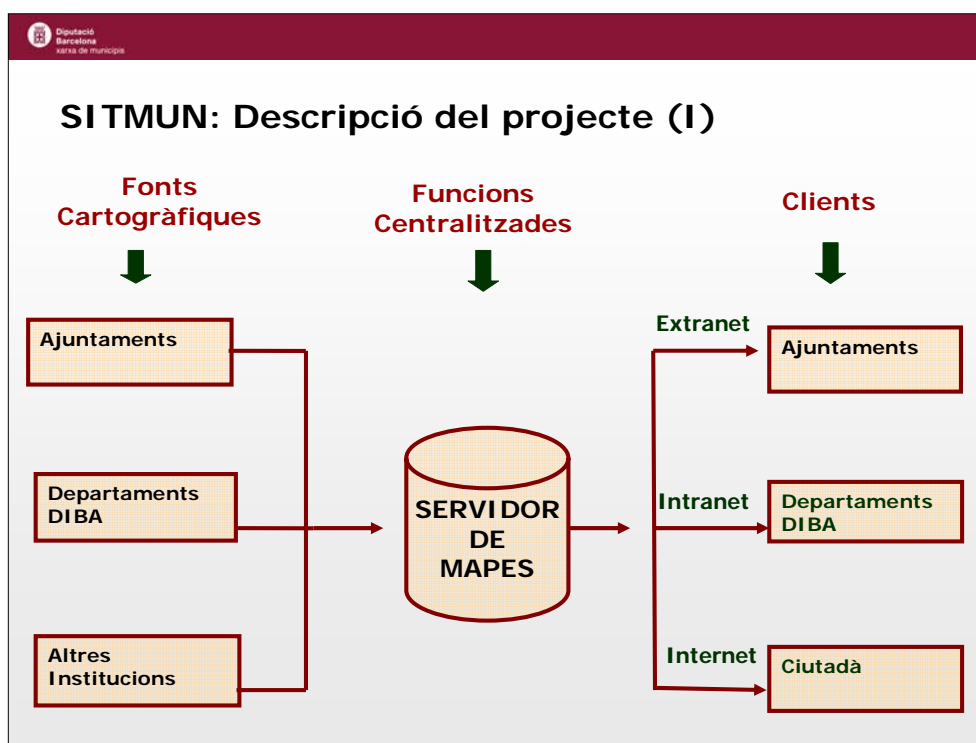 Diputació
Barcelona
xarxa de municipis
SITMUN: Descripció del projecte (I)
Fonts
Cartogràfiques
Funcions
Centralitzades
Clients
Ajuntaments
Departaments
DIBA
Altres
Institucions
SERVIDOR
DE
MAPES
Extranet
Ajuntaments
Intranet
Departaments
DIBA
Internet
Ciutadà